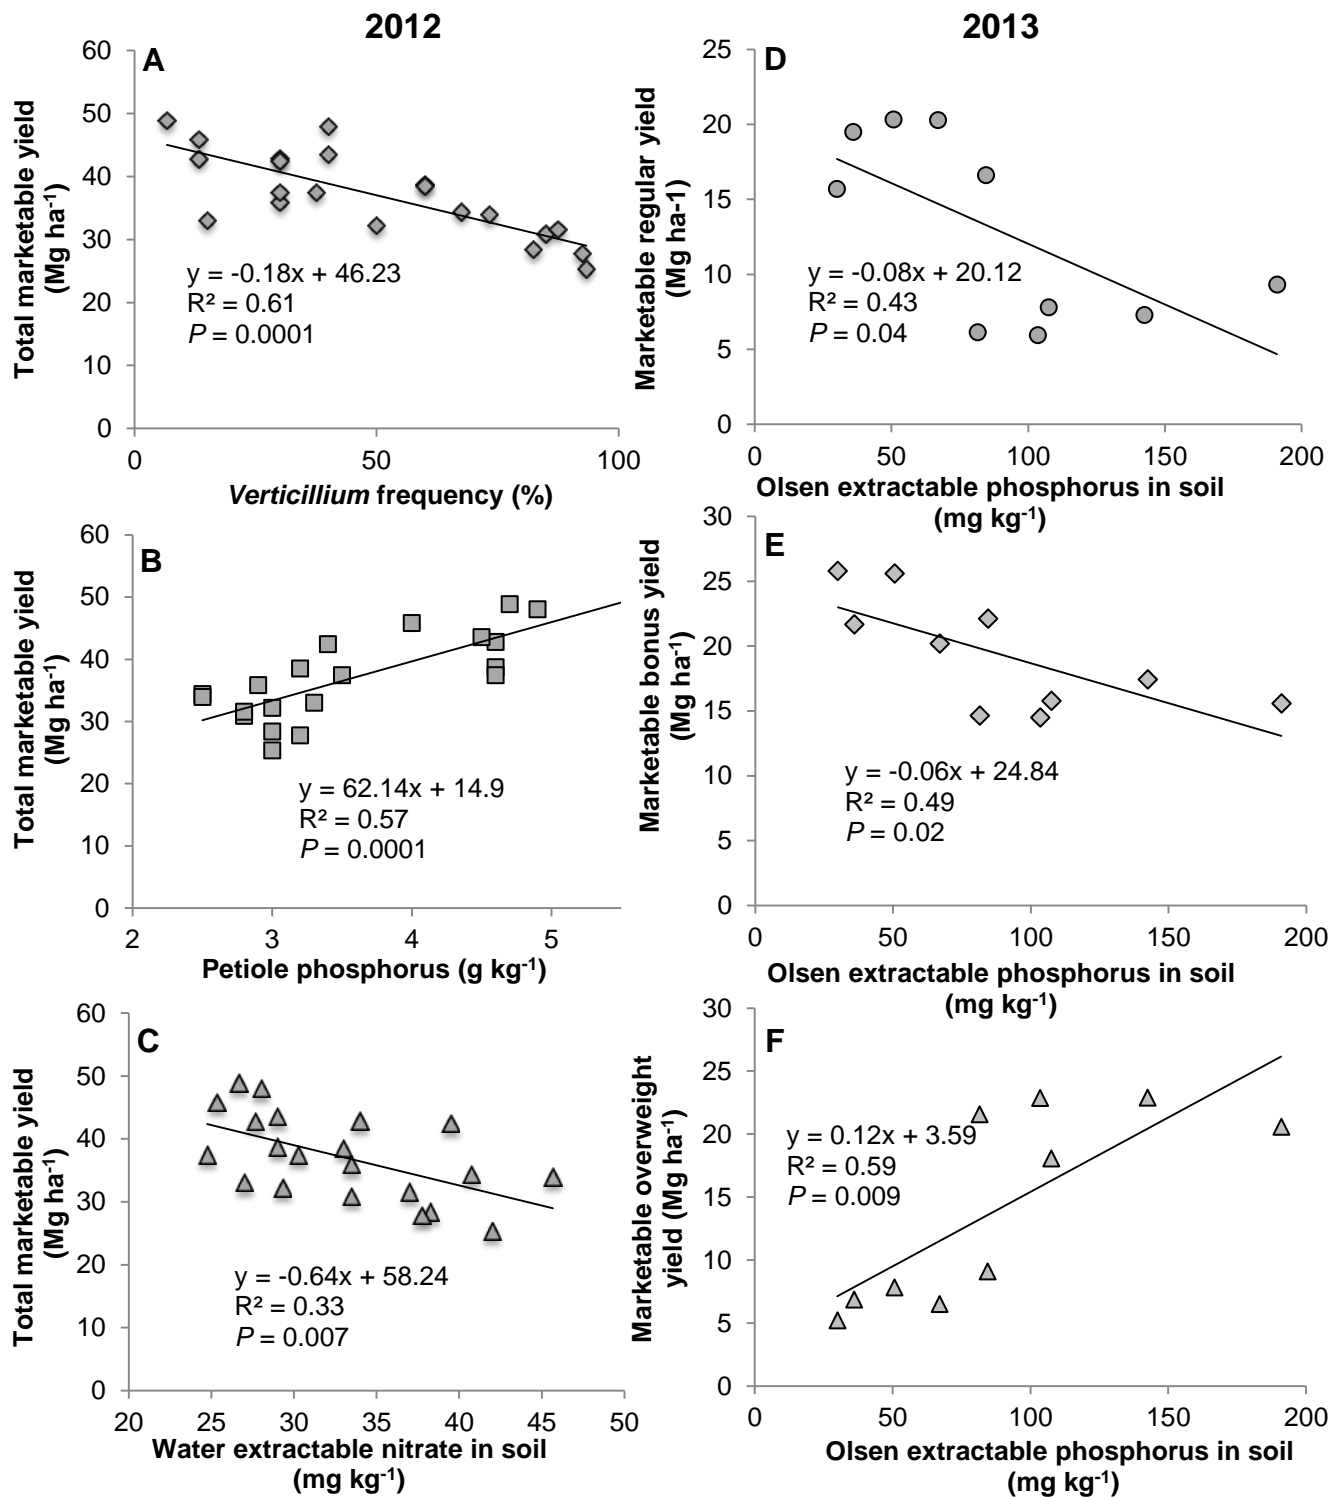 2012
A
Total marketable yield
(Mg ha⁻¹)
60
50
40
30
20
10
0
y = -0.18x + 46.23
R² = 0.61
P = 0.0001
0 50 100
Verticillium frequency (%)
B
Total marketable yield
(Mg ha⁻¹)
60
50
40
30
20
10
0
y = 62.14x + 14.9
R² = 0.57
P = 0.0001
2 3 4 5
Petiole phosphorus (g kg⁻¹)
C
Total marketable yield
(Mg ha⁻¹)
60
50
40
30
20
10
0
y = -0.64x + 58.24
R² = 0.33
P = 0.007
20 25 30 35 40 45 50
Water extractable nitrate in soil
(mg kg⁻¹)
2013
D
Marketable regular yield
(Mg ha-1)
25
20
15
10
5
0
y = -0.08x + 20.12
R² = 0.43
P = 0.04
0 50 100 150 200
Olsen extractable phosphorus in soil
(mg kg⁻¹)
E
Marketable bonus yield
(Mg ha⁻¹)
30
25
20
15
10
5
0
y = -0.06x + 24.84
R² = 0.49
P = 0.02
0 50 100 150 200
Olsen extractable phosphorus in soil
(mg kg⁻¹)
F
Marketable overweight
yield (Mg ha⁻¹)
30
25
20
15
10
5
0
y = 0.12x + 3.59
R² = 0.59
P = 0.009
0 50 100 150 200
Olsen extractable phosphorus in soil
(mg kg⁻¹)